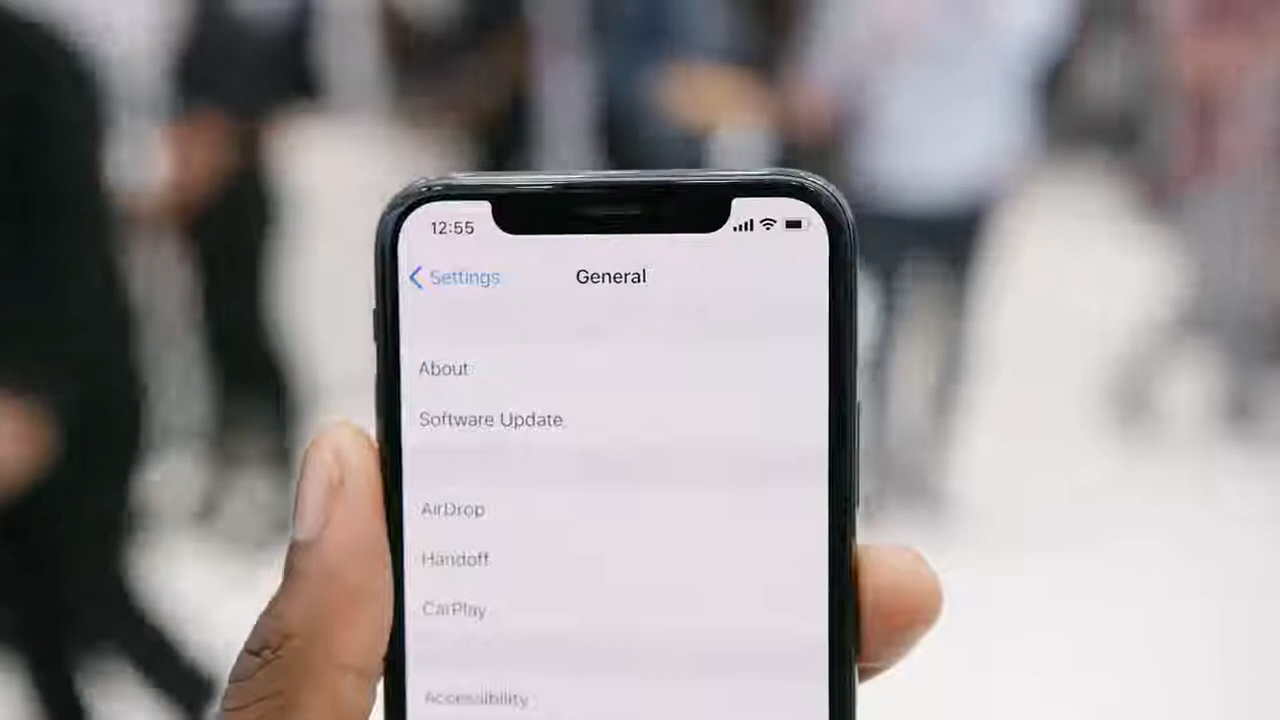 12:55
Settings General
About
Software Update
AirDrop
Handoff
CarPlay
Accessibility